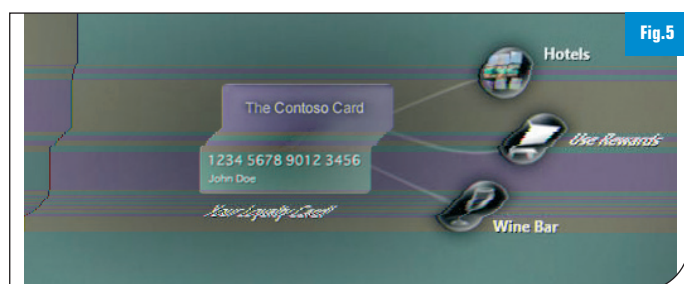 Fig.5
Hotels
The Contoso Card
Use Rewards
1234 5678 9012 3456
John Doe
Your Loyalty Card!
Wine Bar